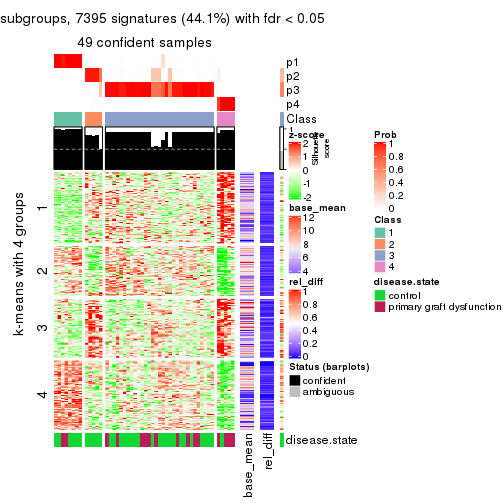 subgroups, 7395 signatures (44.1%) with fdr < 0.05
49 confident samples
p1
p2
p3
p4
Class
1
Silhouette
score
k-means with 4 groups
1
2
3
4
base_mean
rel_diff
disease.state
z-score
2
1
0
-1
-2
base_mean
12
10
8
6
4
rel_diff
1
0.8
0.6
0.4
0.2
0
Status (barplots)
confident
ambiguous
Prob
1
0.8
0.6
0.4
0.2
0
Class
1
2
3
4
disease.state
control
primary graft dysfunction